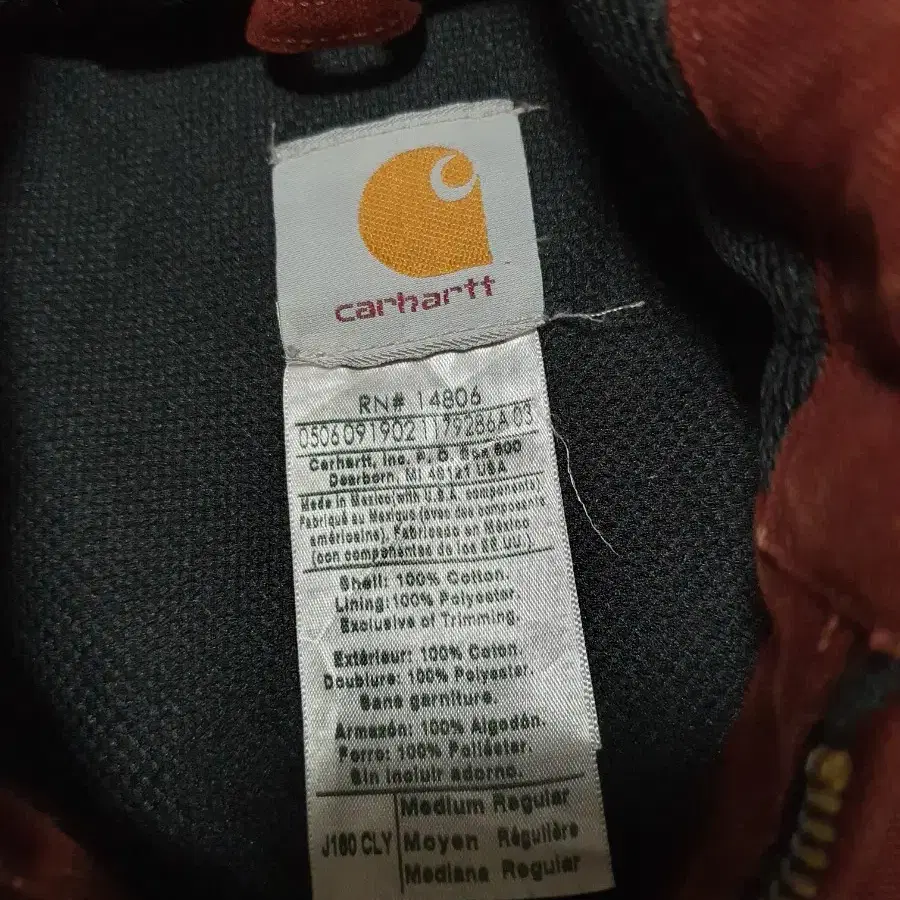 carhartt
RN# 14806
0506091902 1179286A 03
Carhartt, Inc. P. O. Box 600
Dearborn, MI 48121 USA
Made in Mexico (with U.S.A. components)
Fabriqué au Mexique (avec des composants
américains), Fabricado en México
(con componentes de los EE UU.)
Shell: 100% Cotton.
Lining: 100% Polyester.
Exclusive of Trimming.
Extérieur: 100% Coton.
Doublure: 100% Polyester.
Sans garniture.
Armazón: 100% Algodón.
Forro: 100% Poliéster.
Sin incluir adorno.
J160 CLY
Medium Regular
Moyen Régulière
Mediana Regular